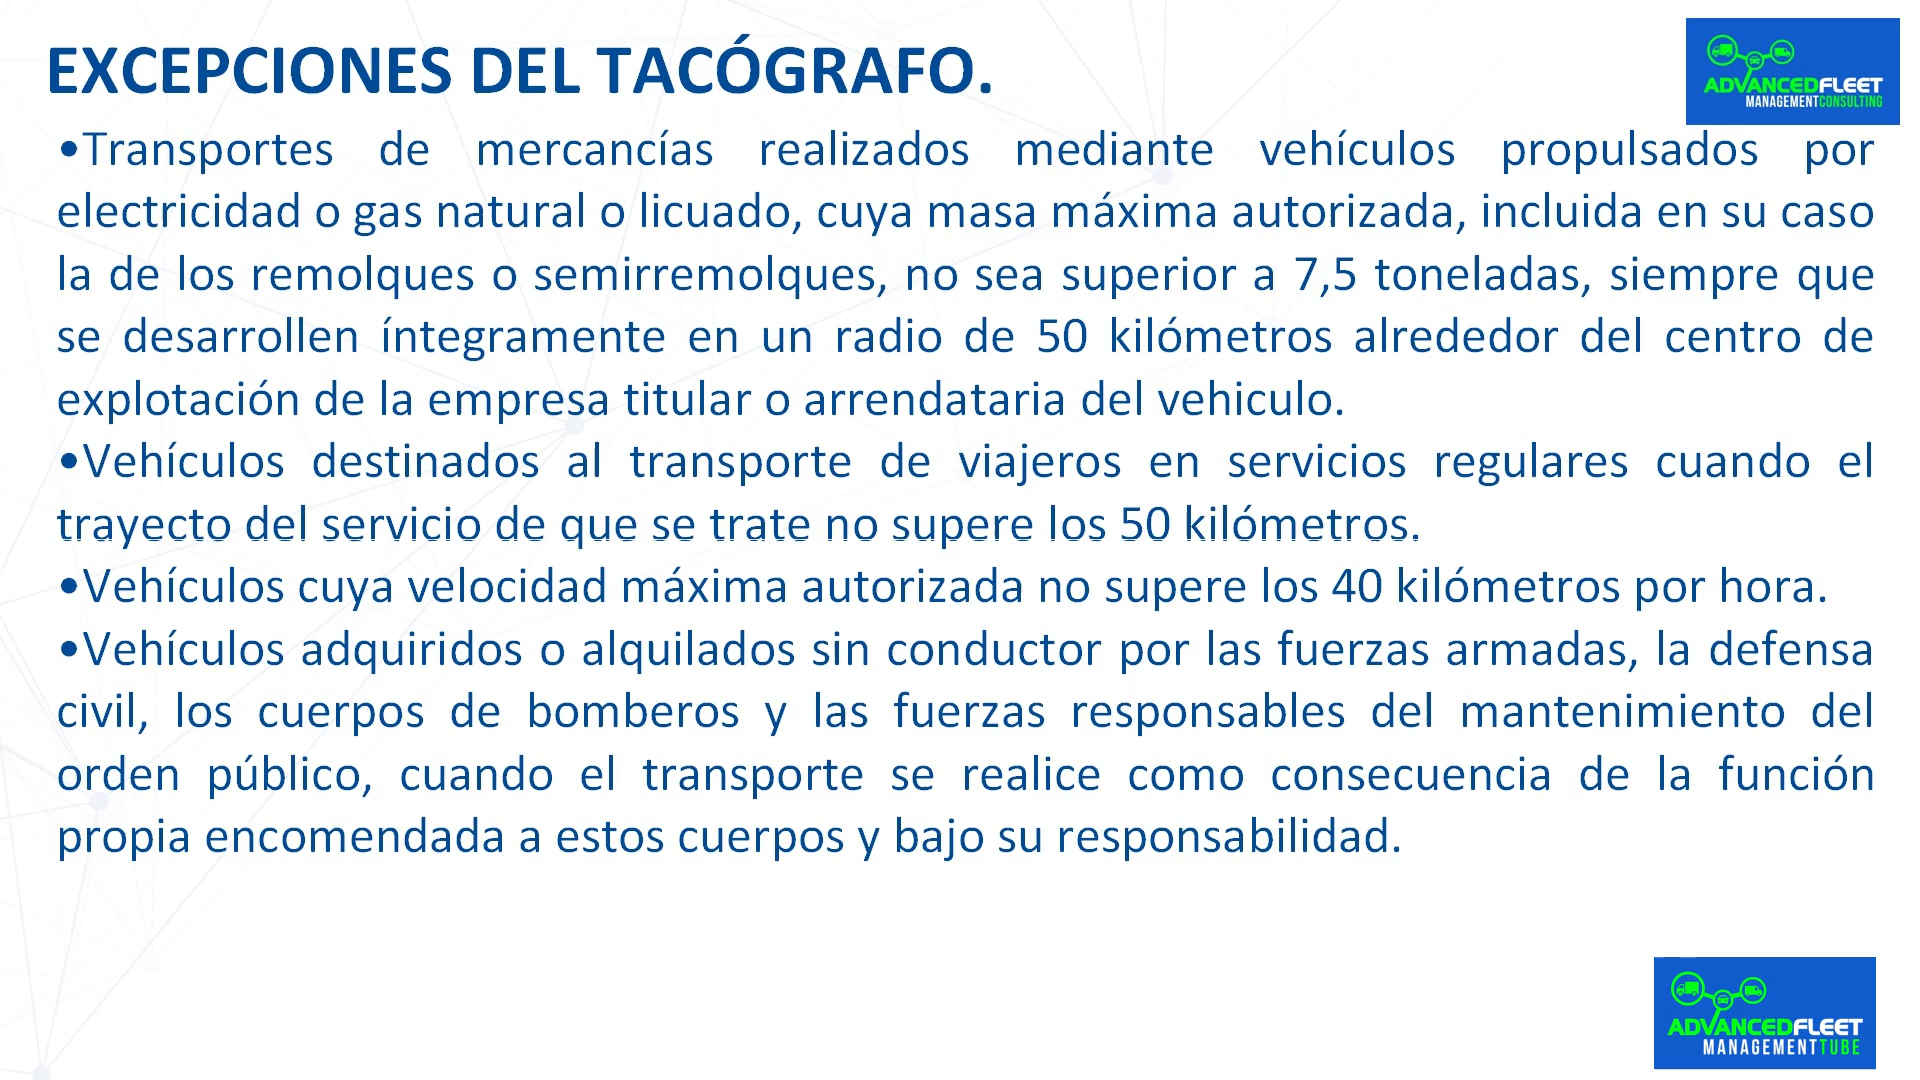 EXCEPCIONES DEL TACÓGRAFO.
ADVANCEDFLEET
MANAGEMENTCONSULTING
•Transportes de mercancías realizados mediante vehículos propulsados por
electricidad o gas natural o licuado, cuya masa máxima autorizada, incluida en su caso
la de los remolques o semirremolques, no sea superior a 7,5 toneladas, siempre que
se desarrollen íntegramente en un radio de 50 kilómetros alrededor del centro de
explotación de la empresa titular o arrendataria del vehiculo.
•Vehículos destinados al transporte de viajeros en servicios regulares cuando el
trayecto del servicio de que se trate no supere los 50 kilómetros.
•Vehículos cuya velocidad máxima autorizada no supere los 40 kilómetros por hora.
•Vehículos adquiridos o alquilados sin conductor por las fuerzas armadas, la defensa
civil, los cuerpos de bomberos y las fuerzas responsables del mantenimiento del
orden público, cuando el transporte se realice como consecuencia de la función
propia encomendada a estos cuerpos y bajo su responsabilidad.
ADVANCEDFLEET
MANAGEMENTTUBE